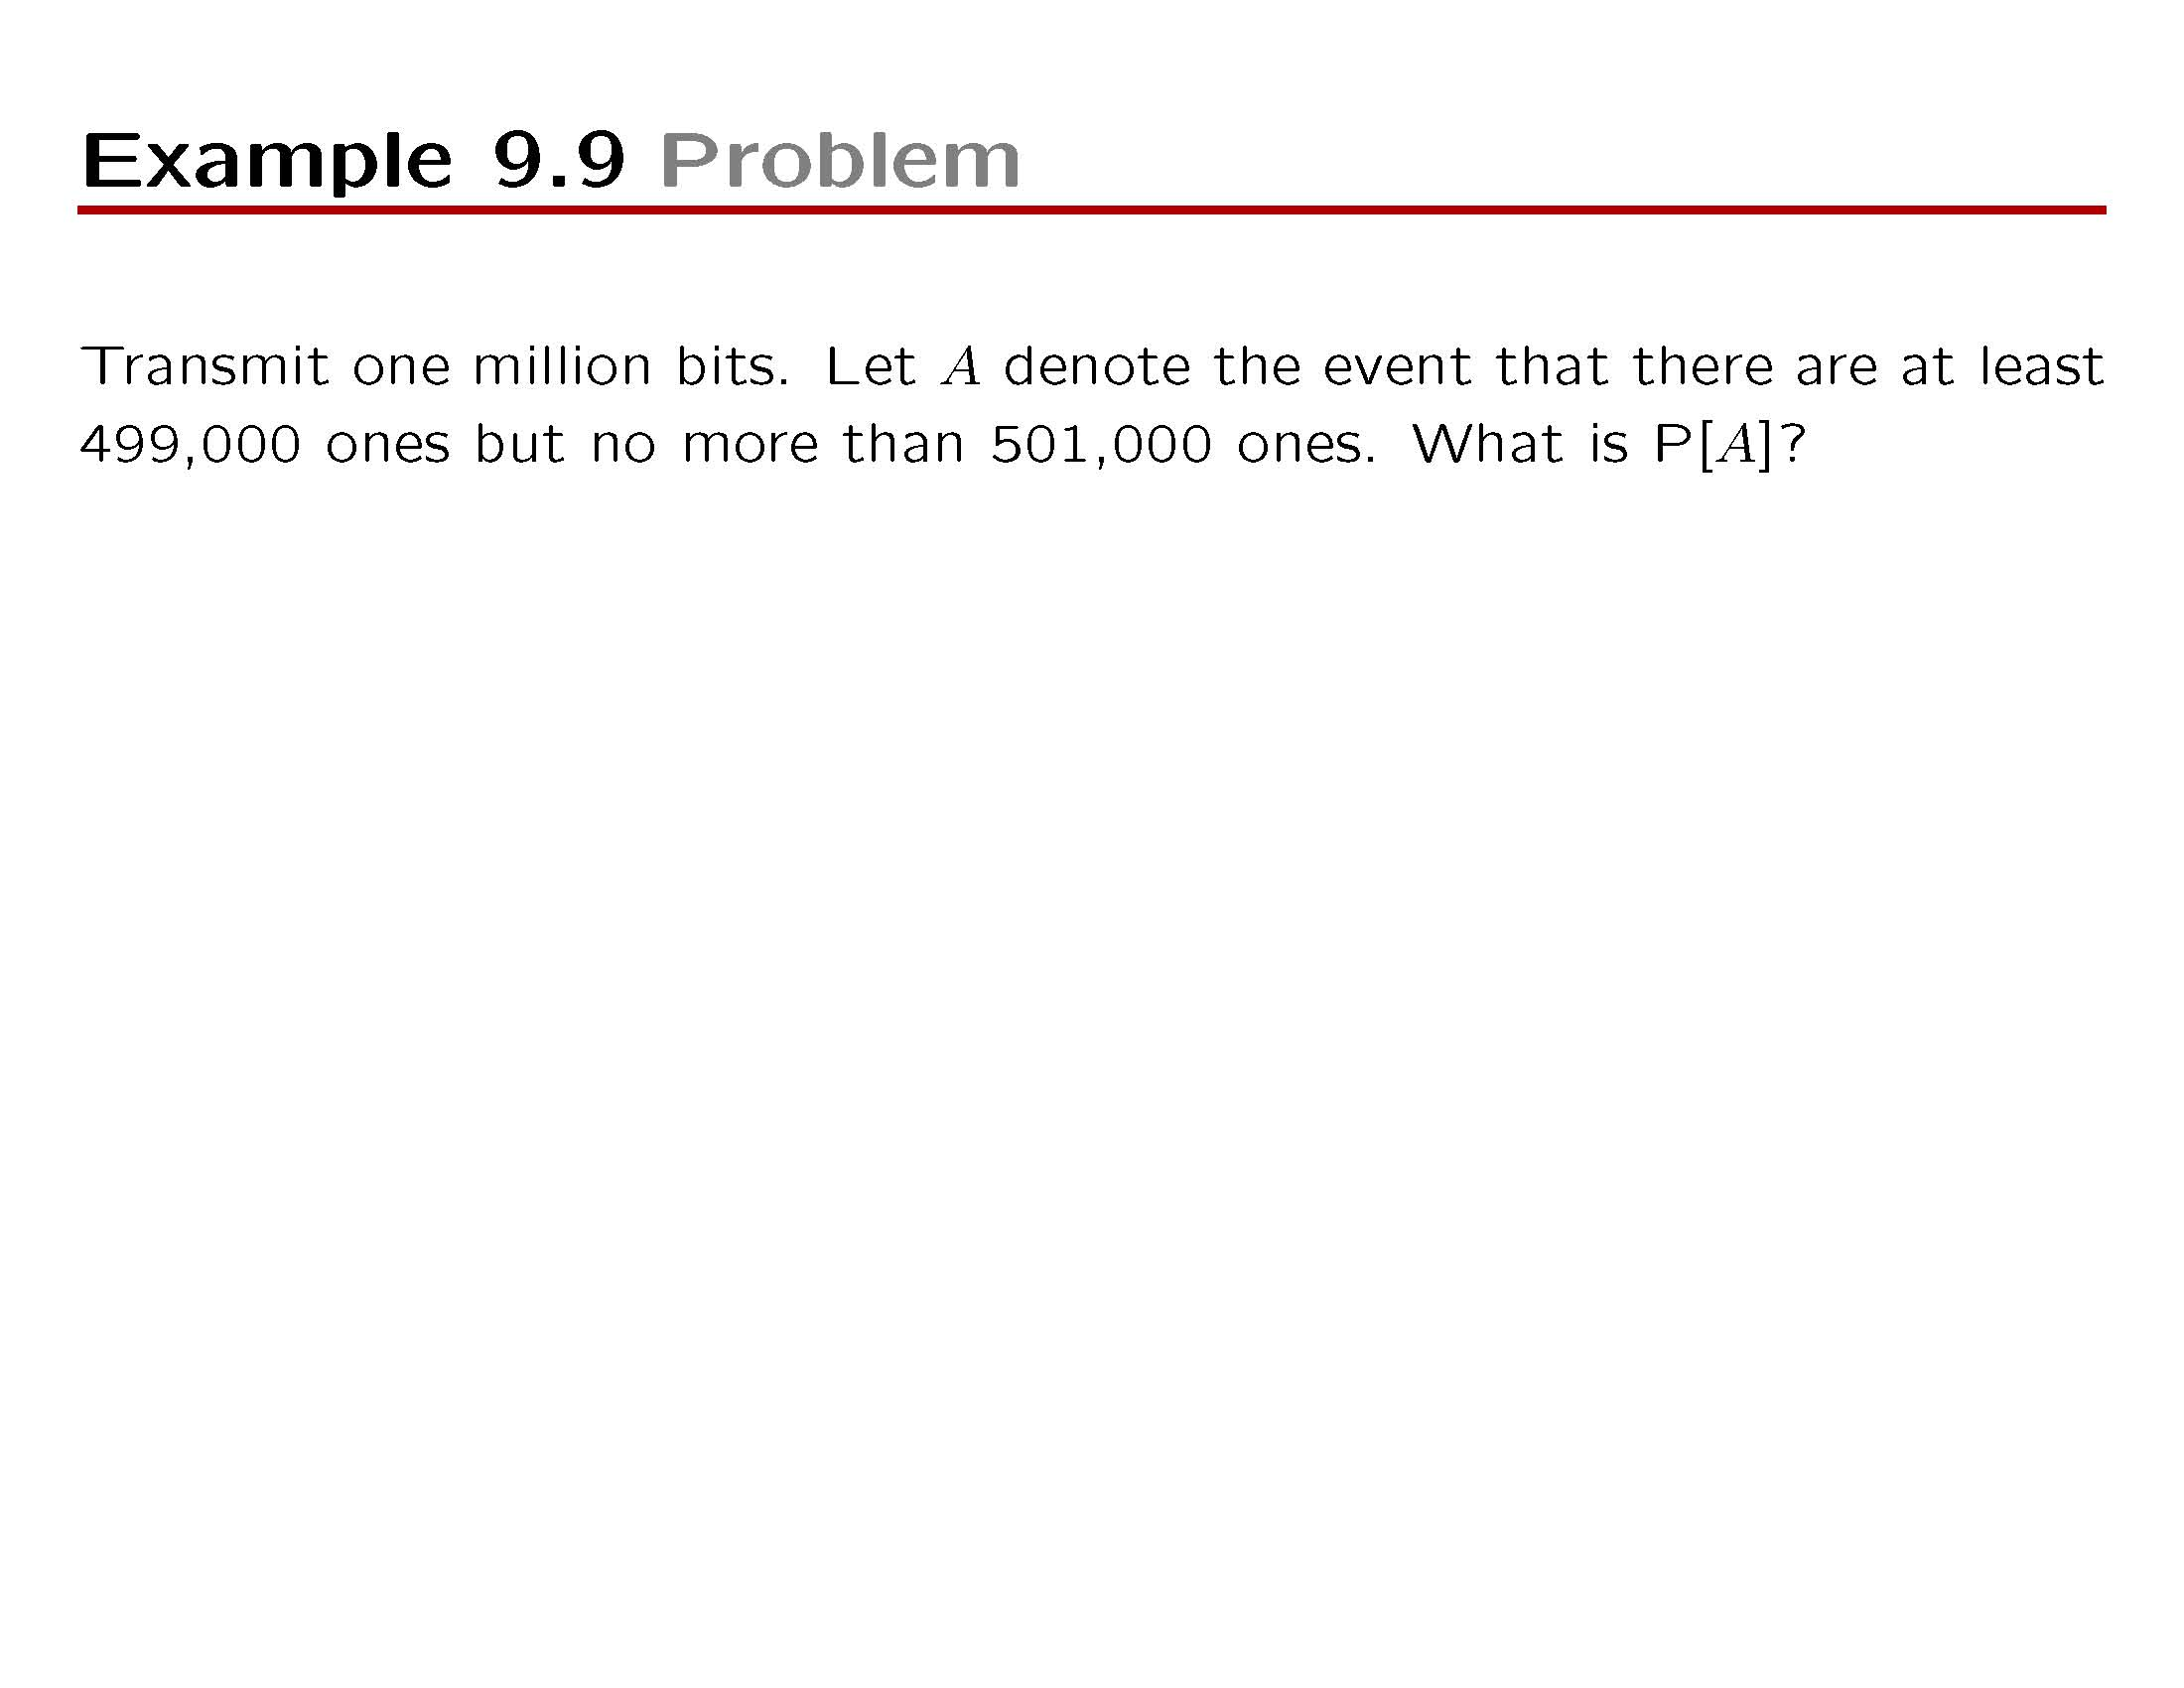 Example 9.9 Problem
Transmit one million bits. Let A denote the event that there are at least
499,000 ones but no more than 501,000 ones. What is P[A]?